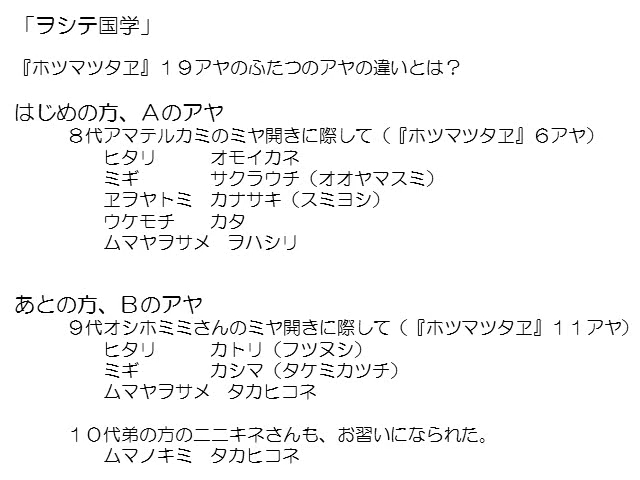 「ヲシテ国学」
『ホツマツタヱ』１９アヤのふたつのアヤの違いとは？
はじめの方、Ａのアヤ
８代アマテルカミのミヤ開きに際して（『ホツマツタヱ』６アヤ）
ヒタリ　　　オモイカネ
ミギ　　　　サクラウチ（オオヤマスミ）
ヱヲヤトミ　カナサキ（スミヨシ）
ウケモチ　　カタ
ムマヤヲサメ　ヲハシリ
あとの方、Ｂのアヤ
９代オシホミミさんのミヤ開きに際して（『ホツマツタヱ』１１アヤ）
ヒタリ　　　カトリ（フツヌシ）
ミギ　　　　カシマ（タケミカツチ）
ムマヤヲサメ　タカヒコネ
１０代弟の方のニニキネさんも、お習いになられた。
ムマノキミ　タカヒコネ